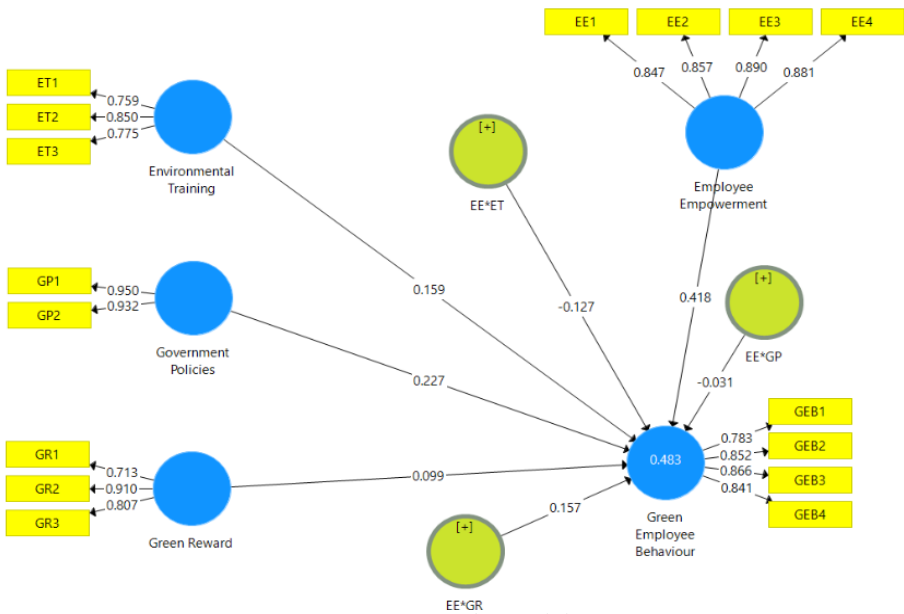 EE1 EE2 EE3 EE4
0.847 0.857 0.890 0.881
ET1
ET2
ET3
0.759
0.850
0.775
Environmental
Training
[+]
EE*ET
Employee
Empowerment
GP1
GP2
0.950
0.932
Government
Policies
0.159
-0.127
0.418
[+]
EE*GP
0.227
-0.031
GR1
GR2
GR3
0.713
0.910
0.807
Green Reward
0.099
0.157
[+]
EE*GR
0.483
Green
Employee
Behaviour
0.783
0.852
0.866
0.841
GEB1
GEB2
GEB3
GEB4